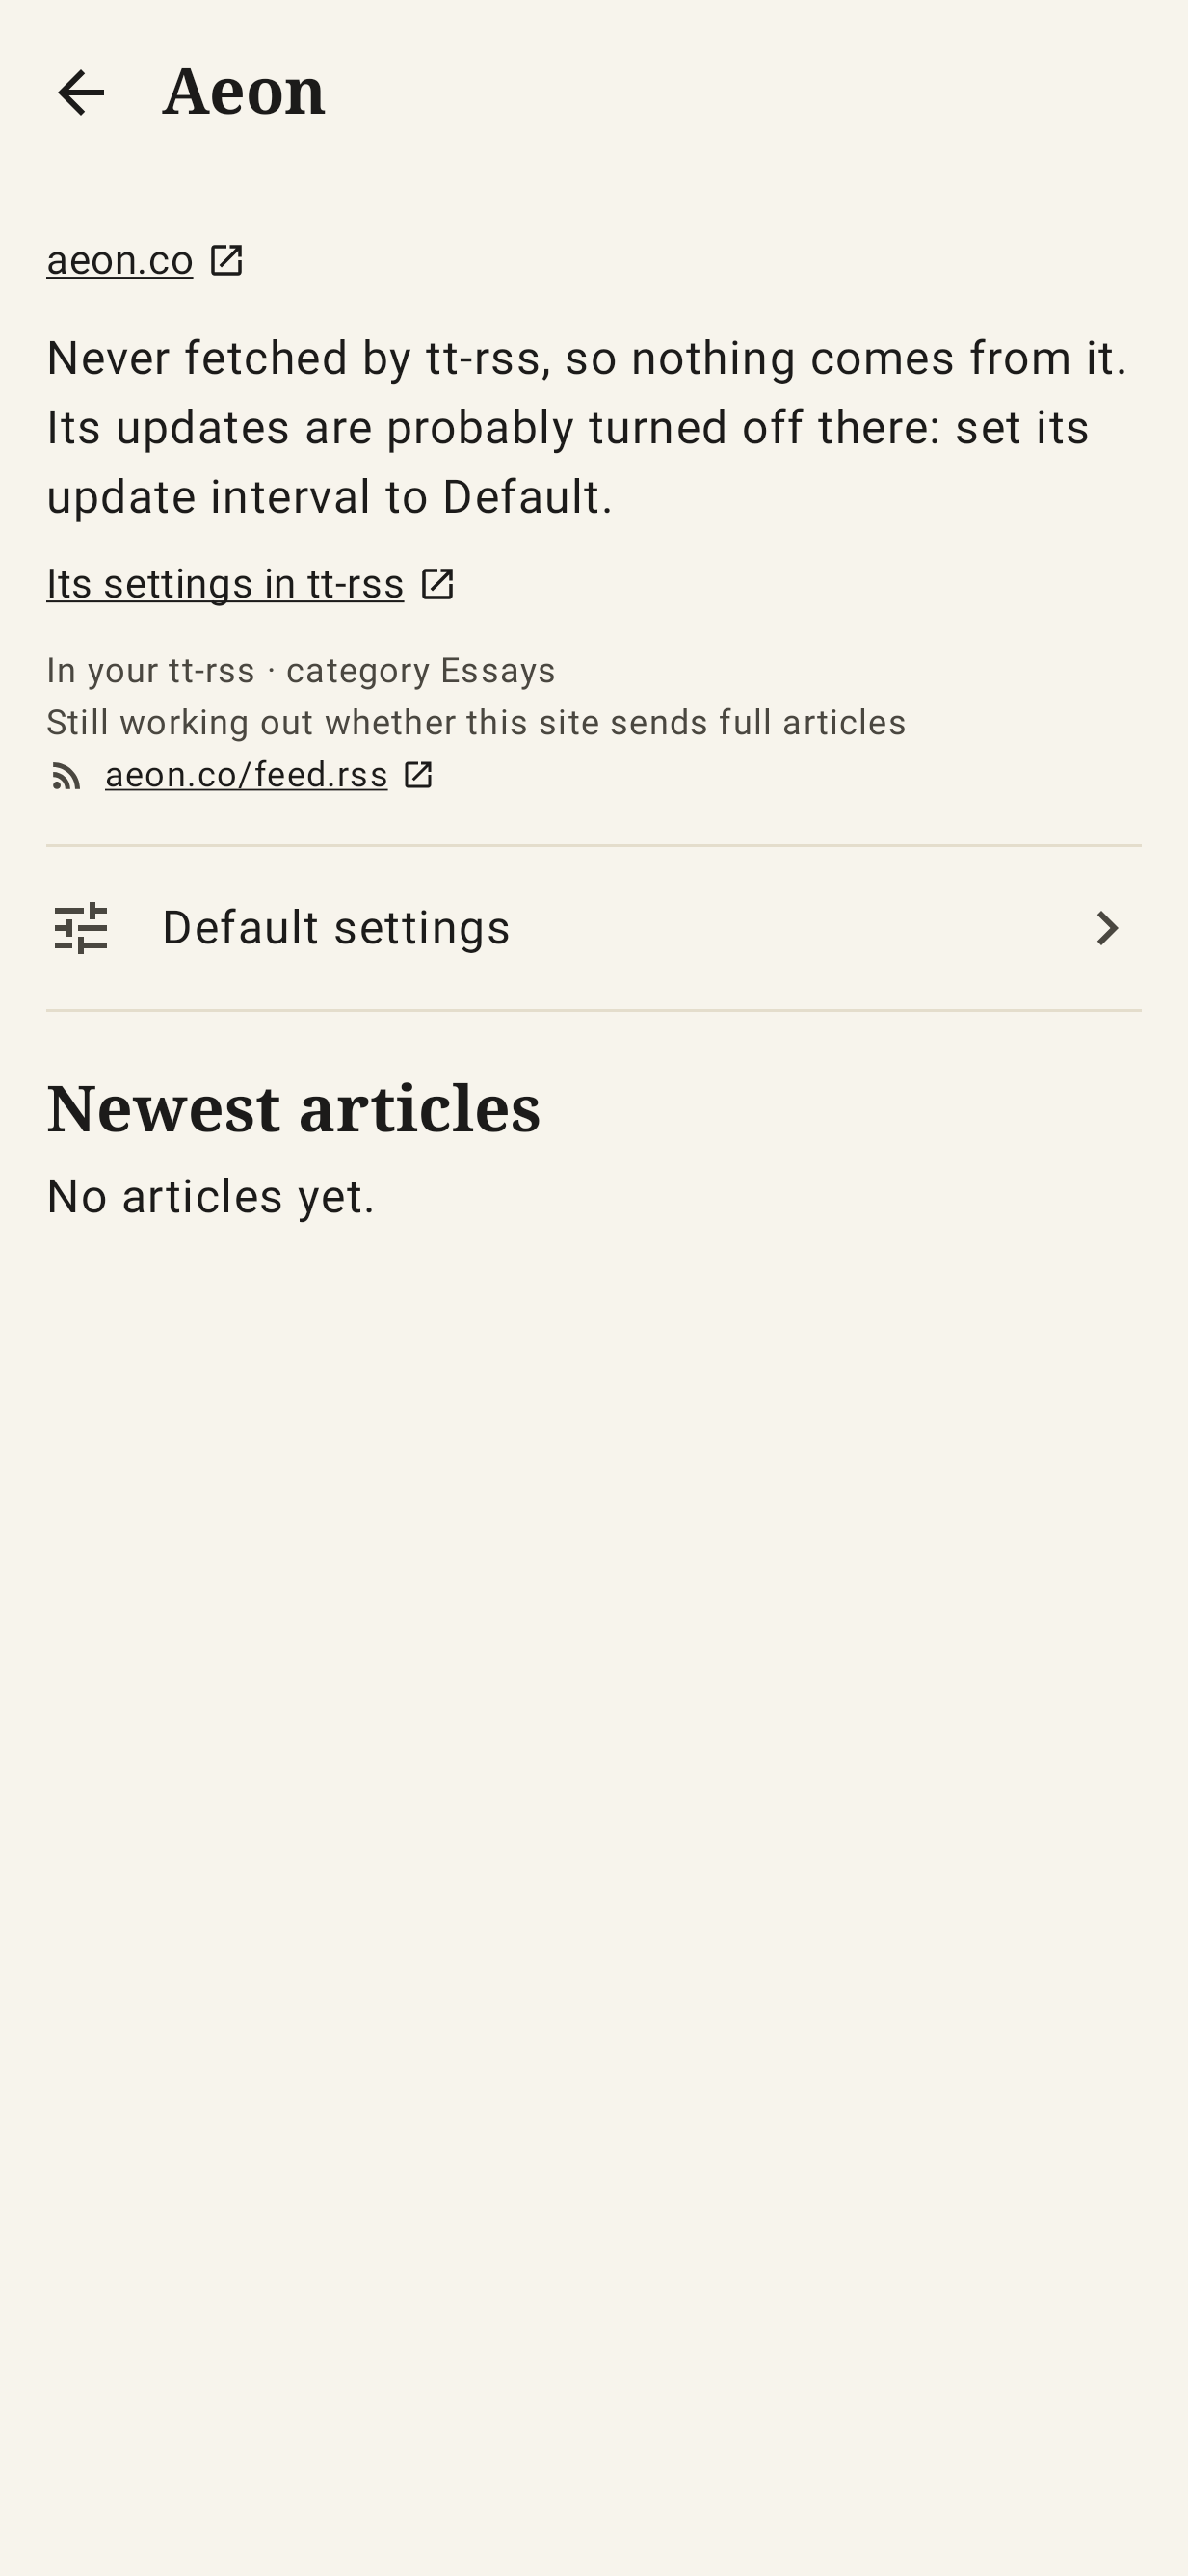 Aeon
aeon.co
Never fetched by tt-rss, so nothing comes from it.
Its updates are probably turned off there: set its
update interval to Default.
Its settings in tt-rss
In your tt-rss · category Essays
Still working out whether this site sends full articles
aeon.co/feed.rss
Default settings
Newest articles
No articles yet.